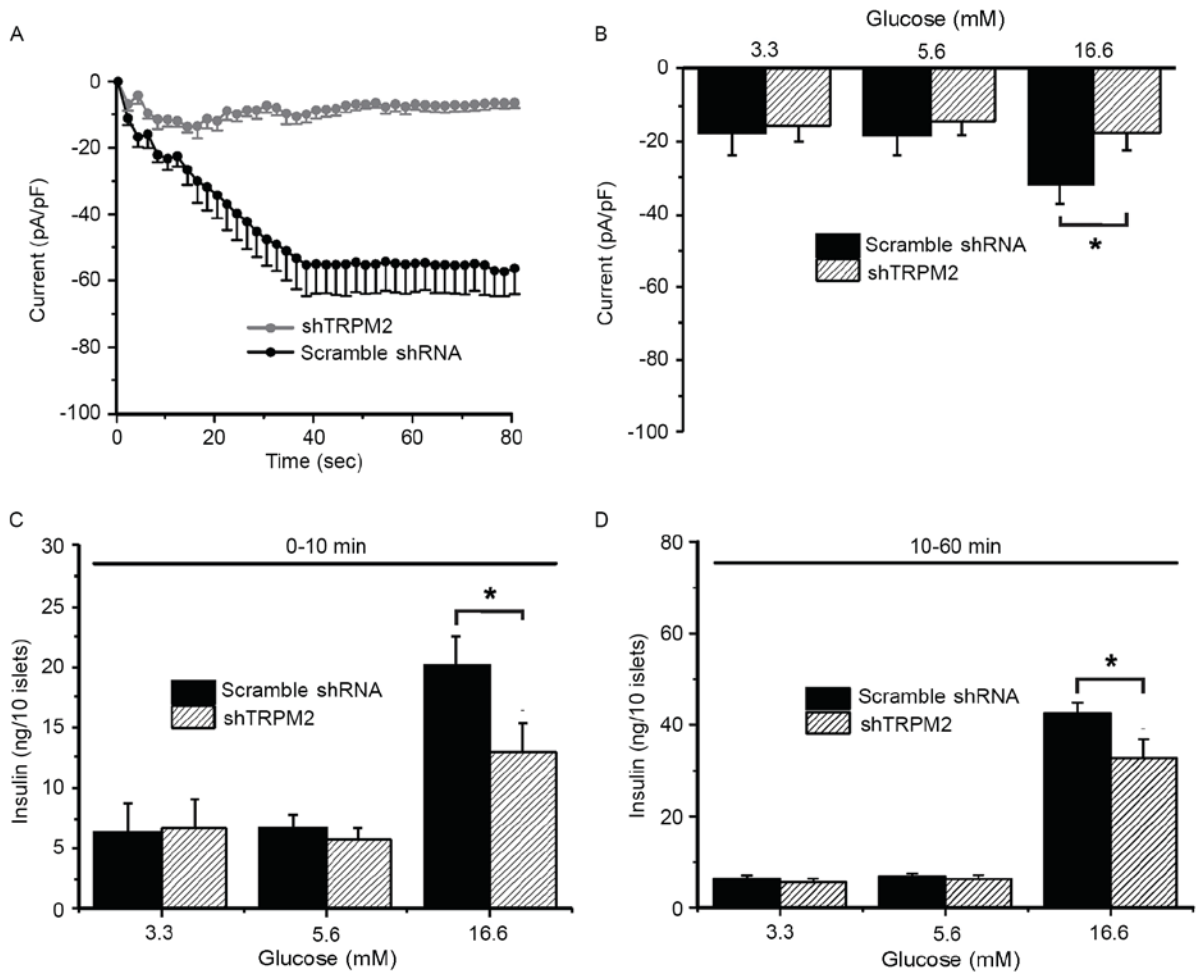 A
0
-20
-40
-60
-80
-100
Current (pA/pF)
shTRPM2
Scramble shRNA
0 20 40 60 80
Time (sec)
B
Glucose (mM)
3.3 5.6 16.6
0
-20
-40
-60
-80
-100
Current (pA/pF)
*
Scramble shRNA
shTRPM2
C
0-10 min
30
25
20
15
10
5
0
Insulin (ng/10 islets)
*
Scramble shRNA
shTRPM2
3.3 5.6 16.6
Glucose (mM)
D
10-60 min
80
60
40
20
0
Insulin (ng/10 islets)
*
Scramble shRNA
shTRPM2
3.3 5.6 16.6
Glucose (mM)